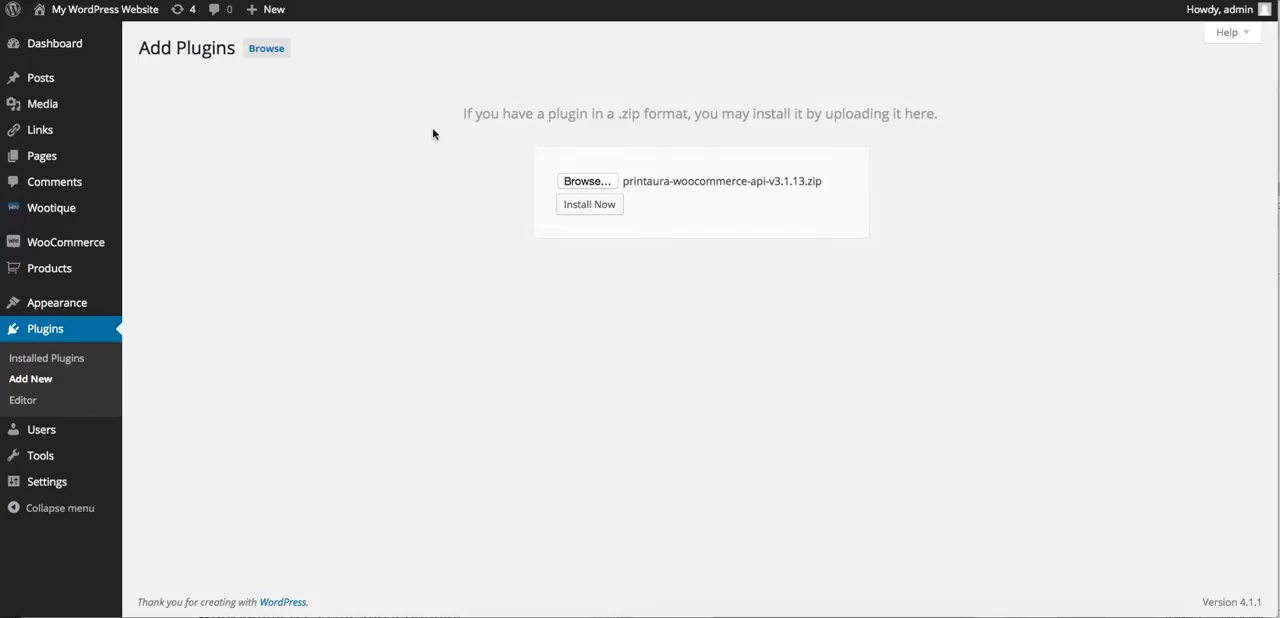 My WordPress Website 4 0 New Howdy, admin
Help
Add Plugins Browse
Dashboard
Posts
Media
Links
Pages
Comments
Wootique
WooCommerce
Products
Appearance
Plugins
Installed Plugins
Add New
Editor
Users
Tools
Settings
Collapse menu
If you have a plugin in a .zip format, you may install it by uploading it here.
Browse... printaura-woocommerce-api-v3.1.13.zip
Install Now
Thank you for creating with WordPress. Version 4.1.1